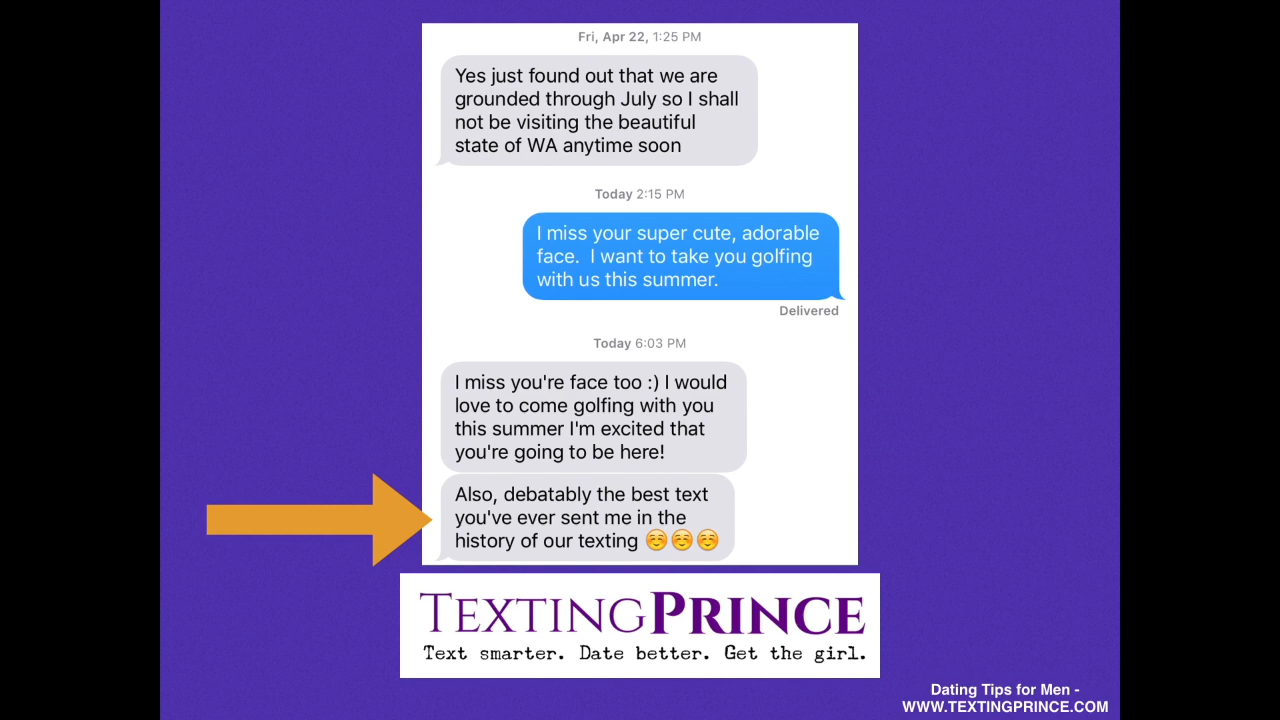 Fri, Apr 22, 1:25 PM
Yes just found out that we are
grounded through July so I shall
not be visiting the beautiful
state of WA anytime soon
Today 2:15 PM
I miss your super cute, adorable
face.  I want to take you golfing
with us this summer.
Delivered
Today 6:03 PM
I miss you're face too :) I would
love to come golfing with you
this summer I'm excited that
you're going to be here!
Also, debatably the best text
you've ever sent me in the
history of our texting ☺️☺️☺️
TEXTINGPRINCE
Text smarter. Date better. Get the girl.
Dating Tips for Men -
WWW.TEXTINGPRINCE.COM